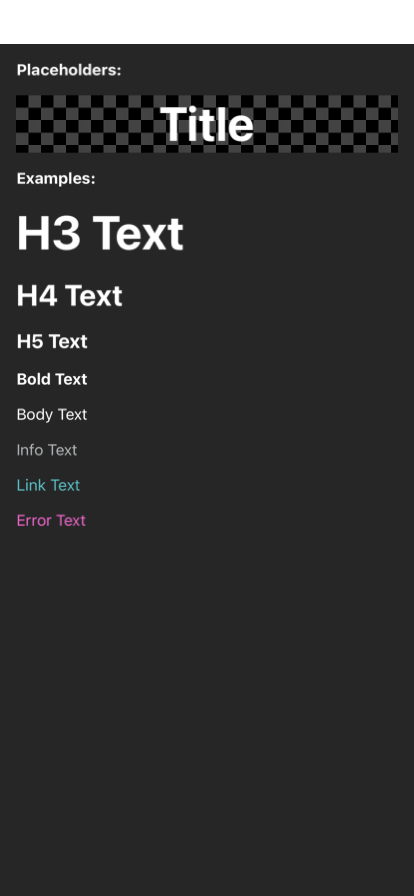 Placeholders:
Title
Examples:
H3 Text
H4 Text
H5 Text
Bold Text
Body Text
Info Text
Link Text
Error Text